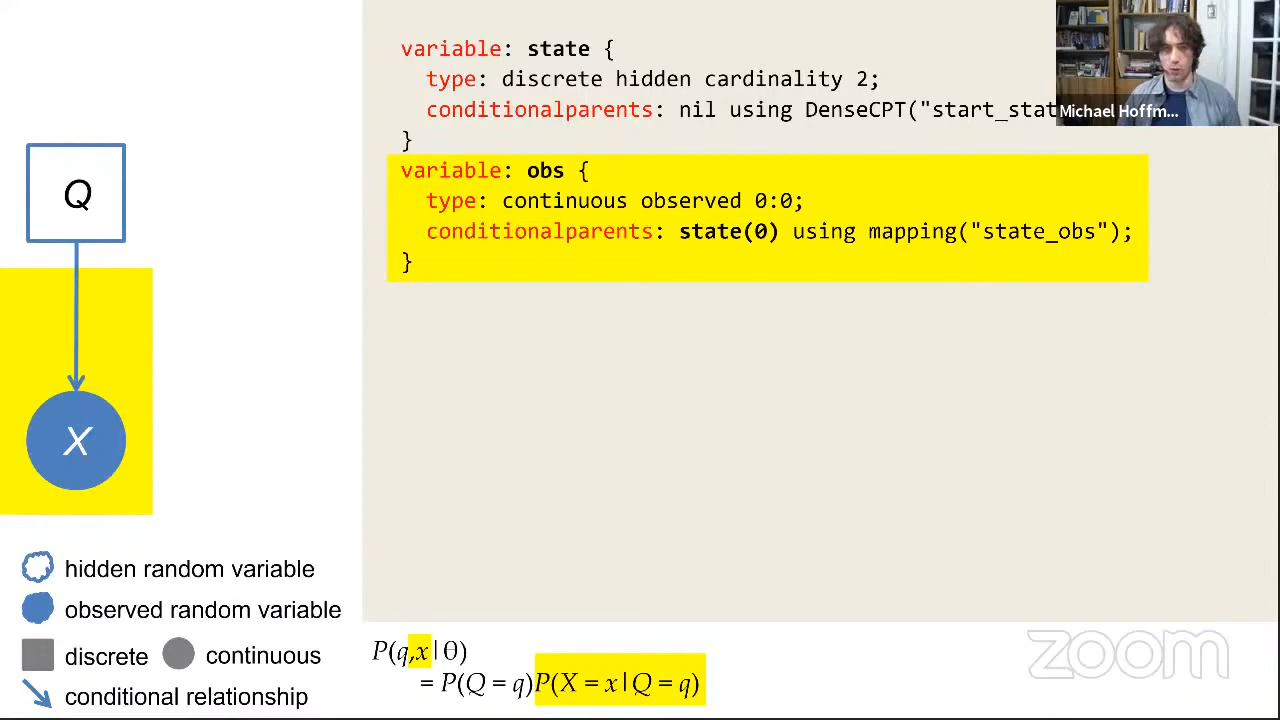 variable: state {
type: discrete hidden cardinality 2;
conditionalparents: nil using DenseCPT("start_stat
}
variable: obs {
type: continuous observed 0:0;
conditionalparents: state(0) using mapping("state_obs");
}
Michael Hoffm...
Q
X
hidden random variable
observed random variable
discrete continuous
conditional relationship
P(q,x|θ)
= P(Q = q)P(X = x|Q = q)
zoom